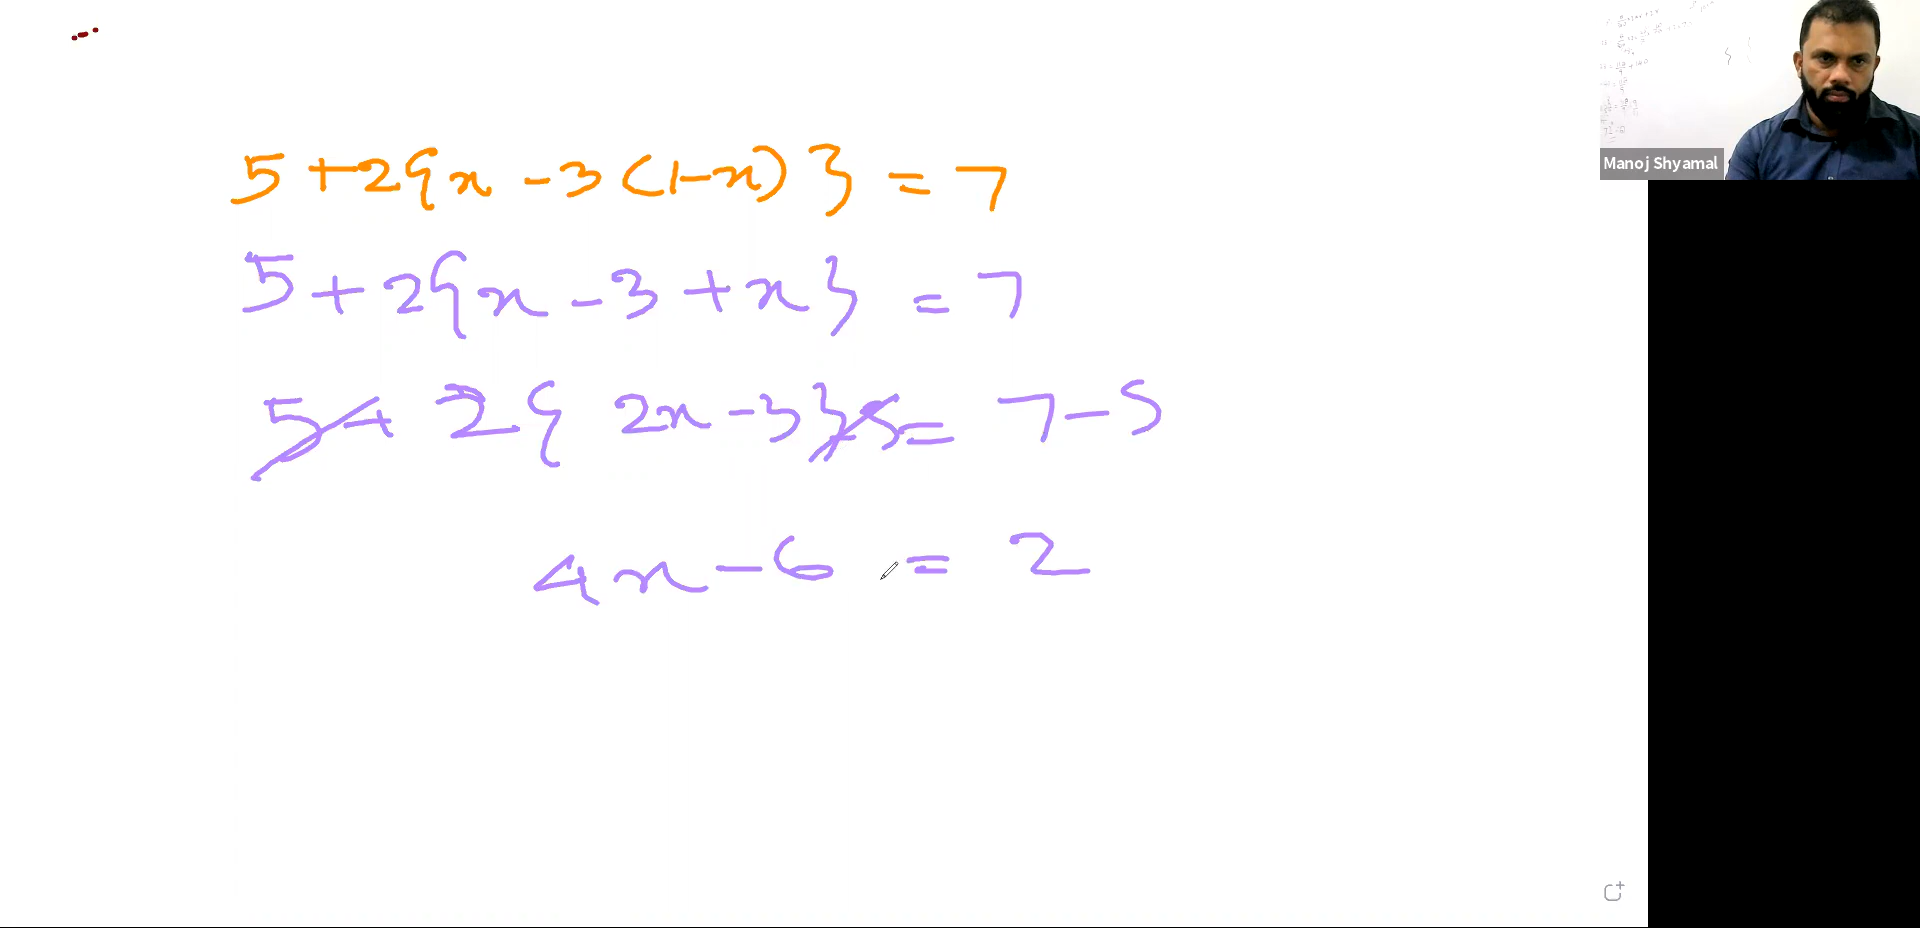 5 + 2{x - 3(1-x)} = 7
5 + 2{x - 3 + x} = 7
5 + 2{ 2x - 3} - 5 = 7 - 5
4x - 6 = 2
Manoj Shyamal